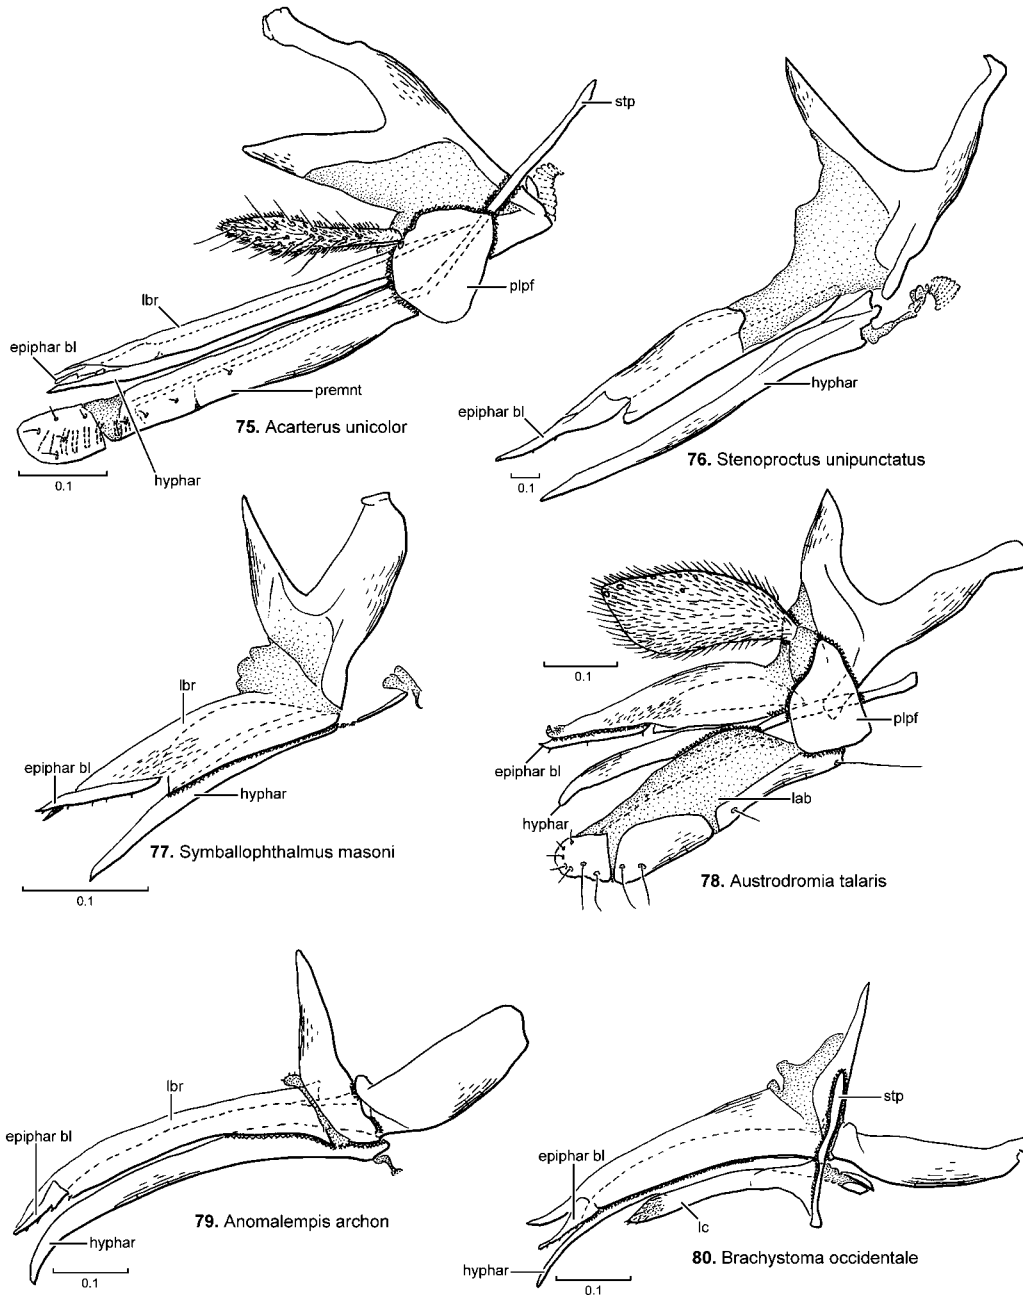 stp
lbr
plpf
epiphar bl
premnt
75. Acarterus unicolor
hyphar
0.1
hyphar
epiphar bl
76. Stenoproctus unipunctatus
0.1
lbr
epiphar bl
hyphar
77. Symballophthalmus masoni
0.1
0.1
plpf
epiphar bl
lab
hyphar
78. Austrodromia talaris
lbr
epiphar bl
79. Anomalempis archon
hyphar
0.1
stp
epiphar bl
lc
80. Brachystoma occidentale
hyphar
0.1